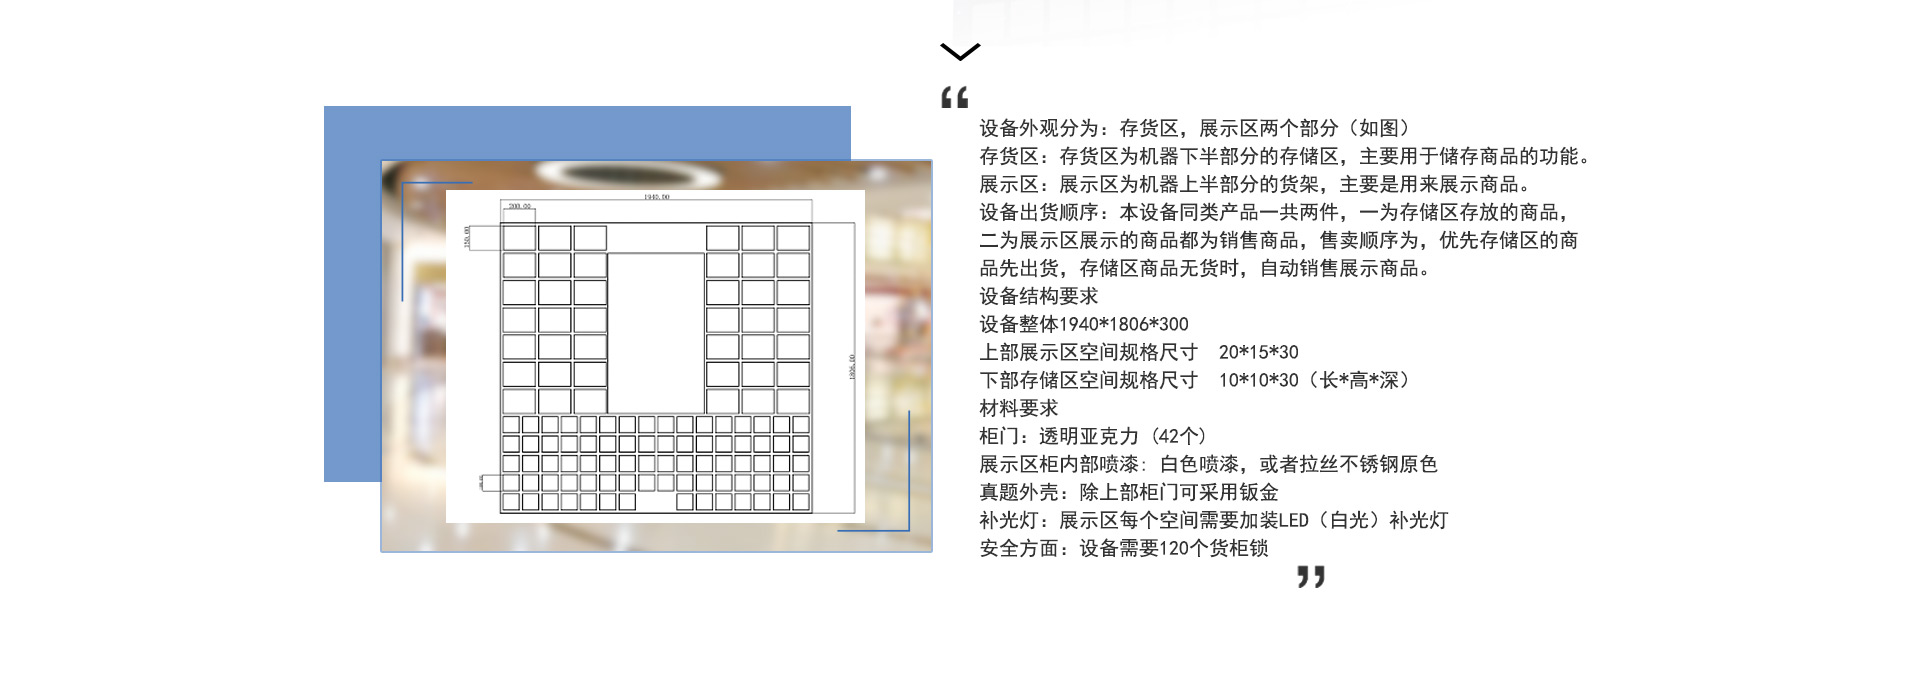 “
设备外观分为：存货区，展示区两个部分（如图）
存货区：存货区为机器下半部分的存储区，主要用于储存商品的功能。
展示区：展示区为机器上半部分的货架，主要是用来展示商品。
设备出货顺序：本设备同类产品一共两件，一为存储区存放的商品，
二为展示区展示的商品都为销售商品，售卖顺序为，优先存储区的商
品先出货，存储区商品无货时，自动销售展示商品。
设备结构要求
设备整体1940*1806*300
上部展示区空间规格尺寸 20*15*30
下部存储区空间规格尺寸 10*10*30（长*高*深）
材料要求
柜门：透明亚克力 (42个)
展示区柜内部喷漆: 白色喷漆，或者拉丝不锈钢原色
真题外壳：除上部柜门可采用钣金
补光灯：展示区每个空间需要加装LED（白光）补光灯
安全方面：设备需要120个货柜锁
”
1940.00
200.00
150.00
1806.00